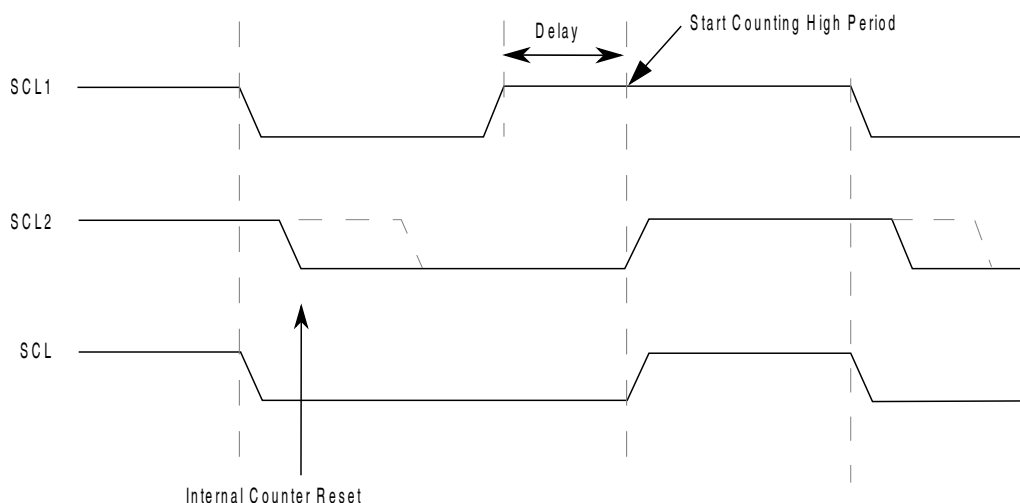 Start Counting High Period
Delay
SCL1
SCL2
SCL
Internal Counter Reset